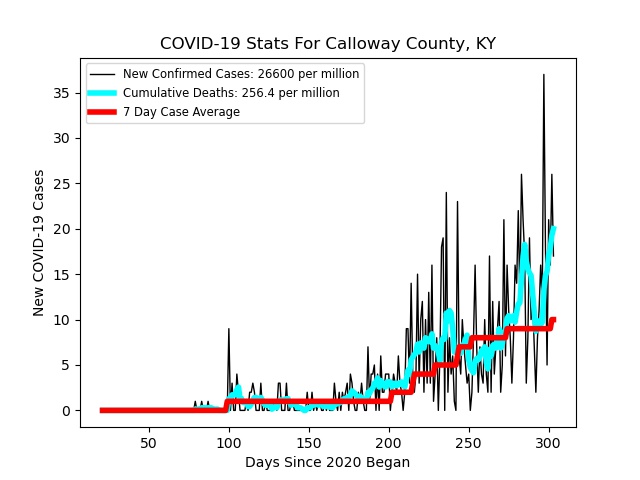 COVID-19 Stats For Calloway County, KY
New Confirmed Cases: 26600 per million
Cumulative Deaths: 256.4 per million
7 Day Case Average
New COVID-19 Cases
35
30
25
20
15
10
5
0
50 100 150 200 250 300
Days Since 2020 Began